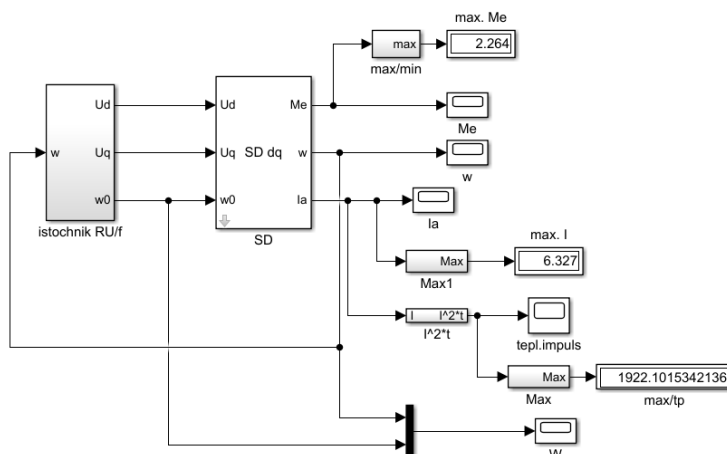 max. Me
max
2.264
max/min
Ud
Ud
Me
Me
w
Uq
Uq
SD dq
w
w
w0
w0
Ia
Ia
istochnik RU/f
SD
max. I
Max
6.327
Max1
I
I^2*t
I^2*t
tepl.impuls
Max
1922.1015342136
Max
max/tp
W